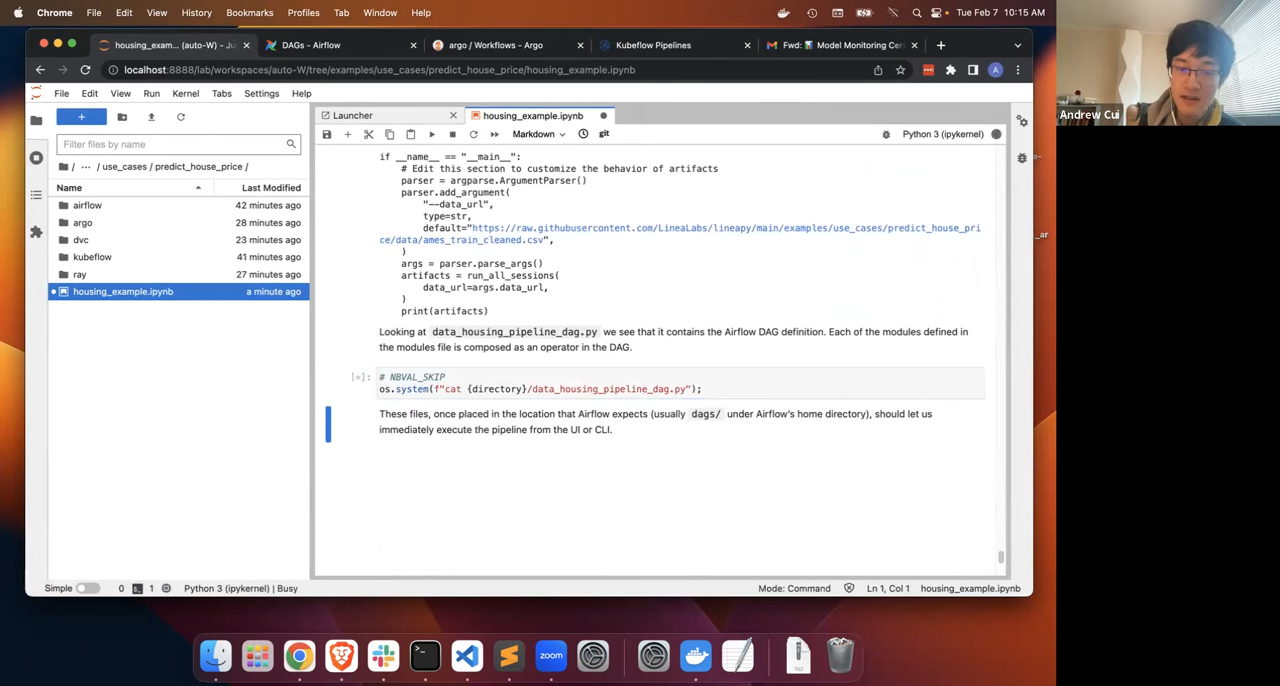 Chrome File Edit View History Bookmarks Profiles Tab Window Help Tue Feb 7 10:15 AM
housing_exam... (auto-W) - Ju DAGs - Airflow argo / Workflows - Argo Kubeflow Pipelines Fwd: Model Monitoring Cer
localhost:8888/lab/workspaces/auto-W/tree/examples/use_cases/predict_house_price/housing_example.ipynb A
File Edit View Run Kernel Tabs Settings Help
Andrew Cui
Launcher housing_example.ipynb
Markdown git Python 3 (ipykernel)
Filter files by name
/ ... / use_cases / predict_house_price /
Name Last Modified
airflow 42 minutes ago
argo 28 minutes ago
dvc 23 minutes ago
kubeflow 41 minutes ago
ray 27 minutes ago
housing_example.ipynb a minute ago
if __name__ == "__main__":
# Edit this section to customize the behavior of artifacts
parser = argparse.ArgumentParser()
parser.add_argument(
"--data_url",
type=str,
default="https://raw.githubusercontent.com/LineaLabs/lineapy/main/examples/use_cases/predict_house_pri
ce/data/ames_train_cleaned.csv",
)
args = parser.parse_args()
artifacts = run_all_sessions(
data_url=args.data_url,
)
print(artifacts)
Looking at data_housing_pipeline_dag.py we see that it contains the Airflow DAG definition. Each of the modules defined in
the modules file is composed as an operator in the DAG.
[*]: # NBVAL_SKIP
os.system(f"cat {directory}/data_housing_pipeline_dag.py");
These files, once placed in the location that Airflow expects (usually dags/ under Airflow's home directory), should let us
immediately execute the pipeline from the UI or CLI.
Simple 0 1 Python 3 (ipykernel) | Busy Mode: Command Ln 1, Col 1 housing_example.ipynb
zoom